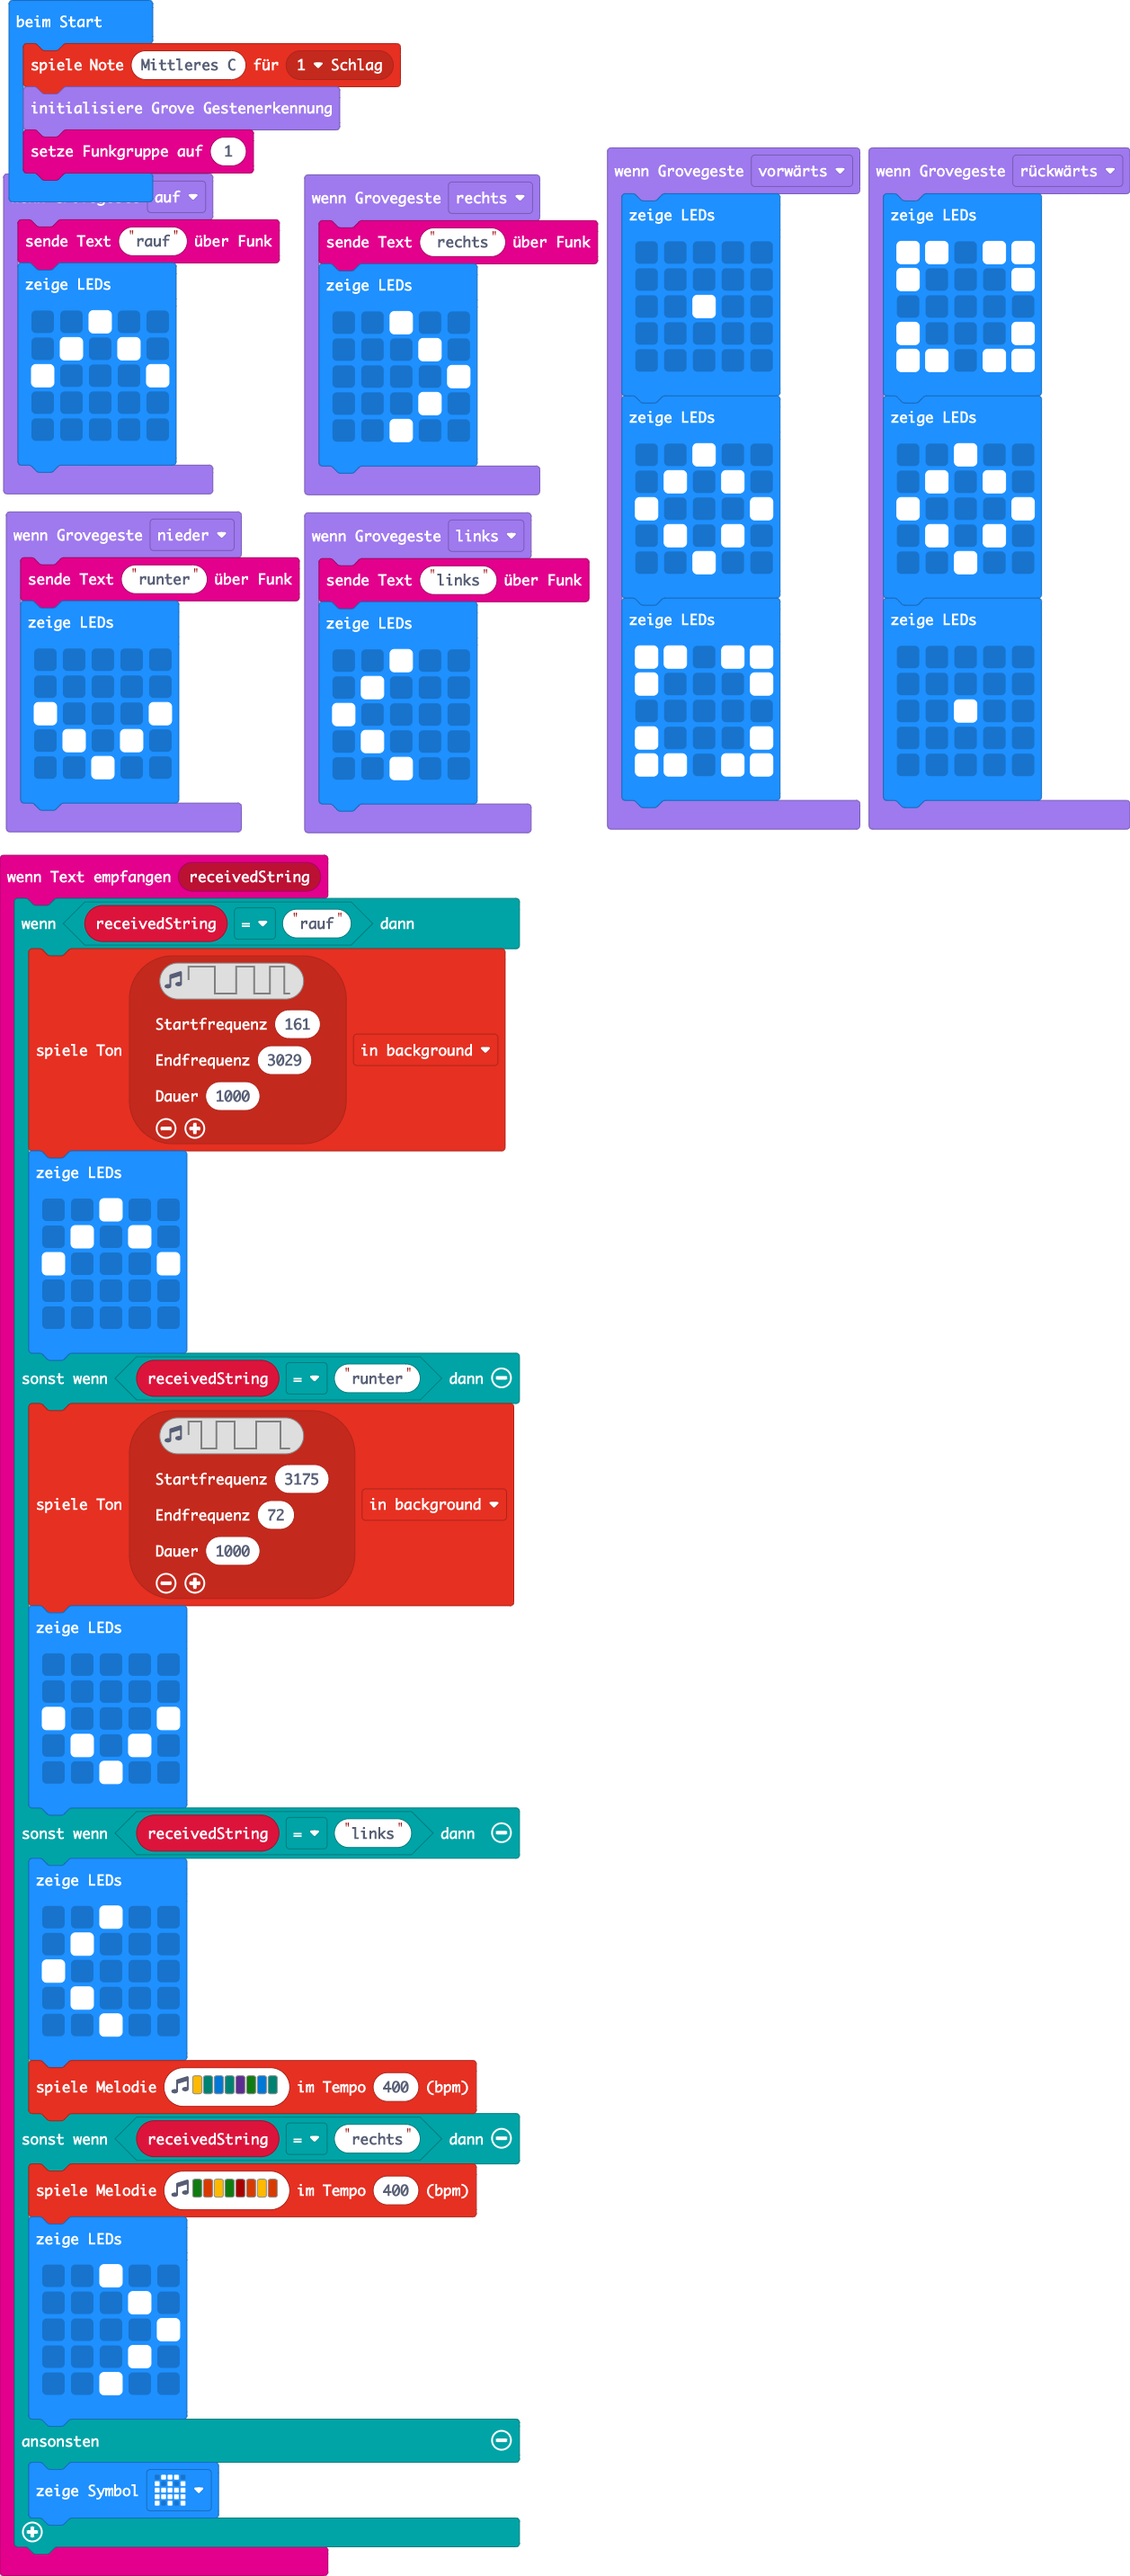 beim Start
spiele Note Mittleres C für 1 Schlag
initialisiere Grove Gestenerkennung
setze Funkgruppe auf 1
auf
sende Text "rauf" über Funk
zeige LEDs
wenn Grovegeste rechts
sende Text "rechts" über Funk
zeige LEDs
wenn Grovegeste vorwärts
zeige LEDs
zeige LEDs
zeige LEDs
wenn Grovegeste rückwärts
zeige LEDs
zeige LEDs
zeige LEDs
wenn Grovegeste nieder
sende Text "runter" über Funk
zeige LEDs
wenn Grovegeste links
sende Text "links" über Funk
zeige LEDs
wenn Text empfangen receivedString
wenn receivedString = "rauf" dann
spiele Ton
Startfrequenz 161
Endfrequenz 3029
Dauer 1000
in background
zeige LEDs
sonst wenn receivedString = "runter" dann
spiele Ton
Startfrequenz 3175
Endfrequenz 72
Dauer 1000
in background
zeige LEDs
sonst wenn receivedString = "links" dann
zeige LEDs
spiele Melodie im Tempo 400 (bpm)
sonst wenn receivedString = "rechts" dann
spiele Melodie im Tempo 400 (bpm)
zeige LEDs
ansonsten
zeige Symbol